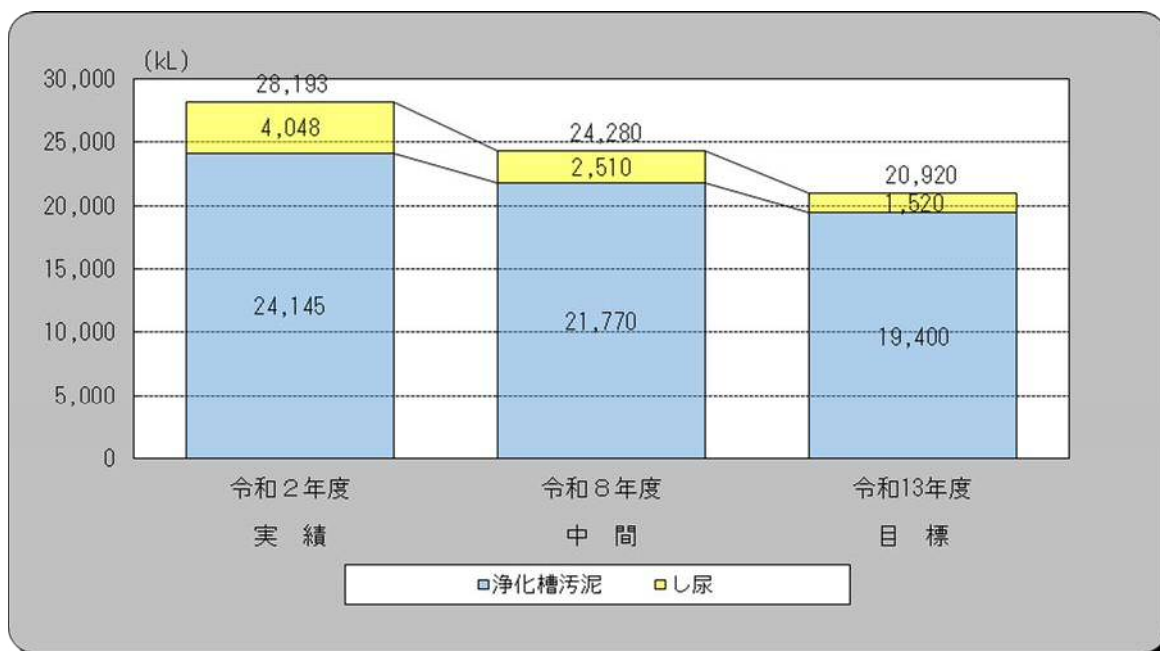 (kL)
30,000
25,000
20,000
15,000
10,000
5,000
0
28,193
4,048
24,145
24,280
2,510
21,770
20,920
1,520
19,400
令和２年度
令和８年度
令和13年度
実 績
中 間
目 標
浄化槽汚泥
し尿